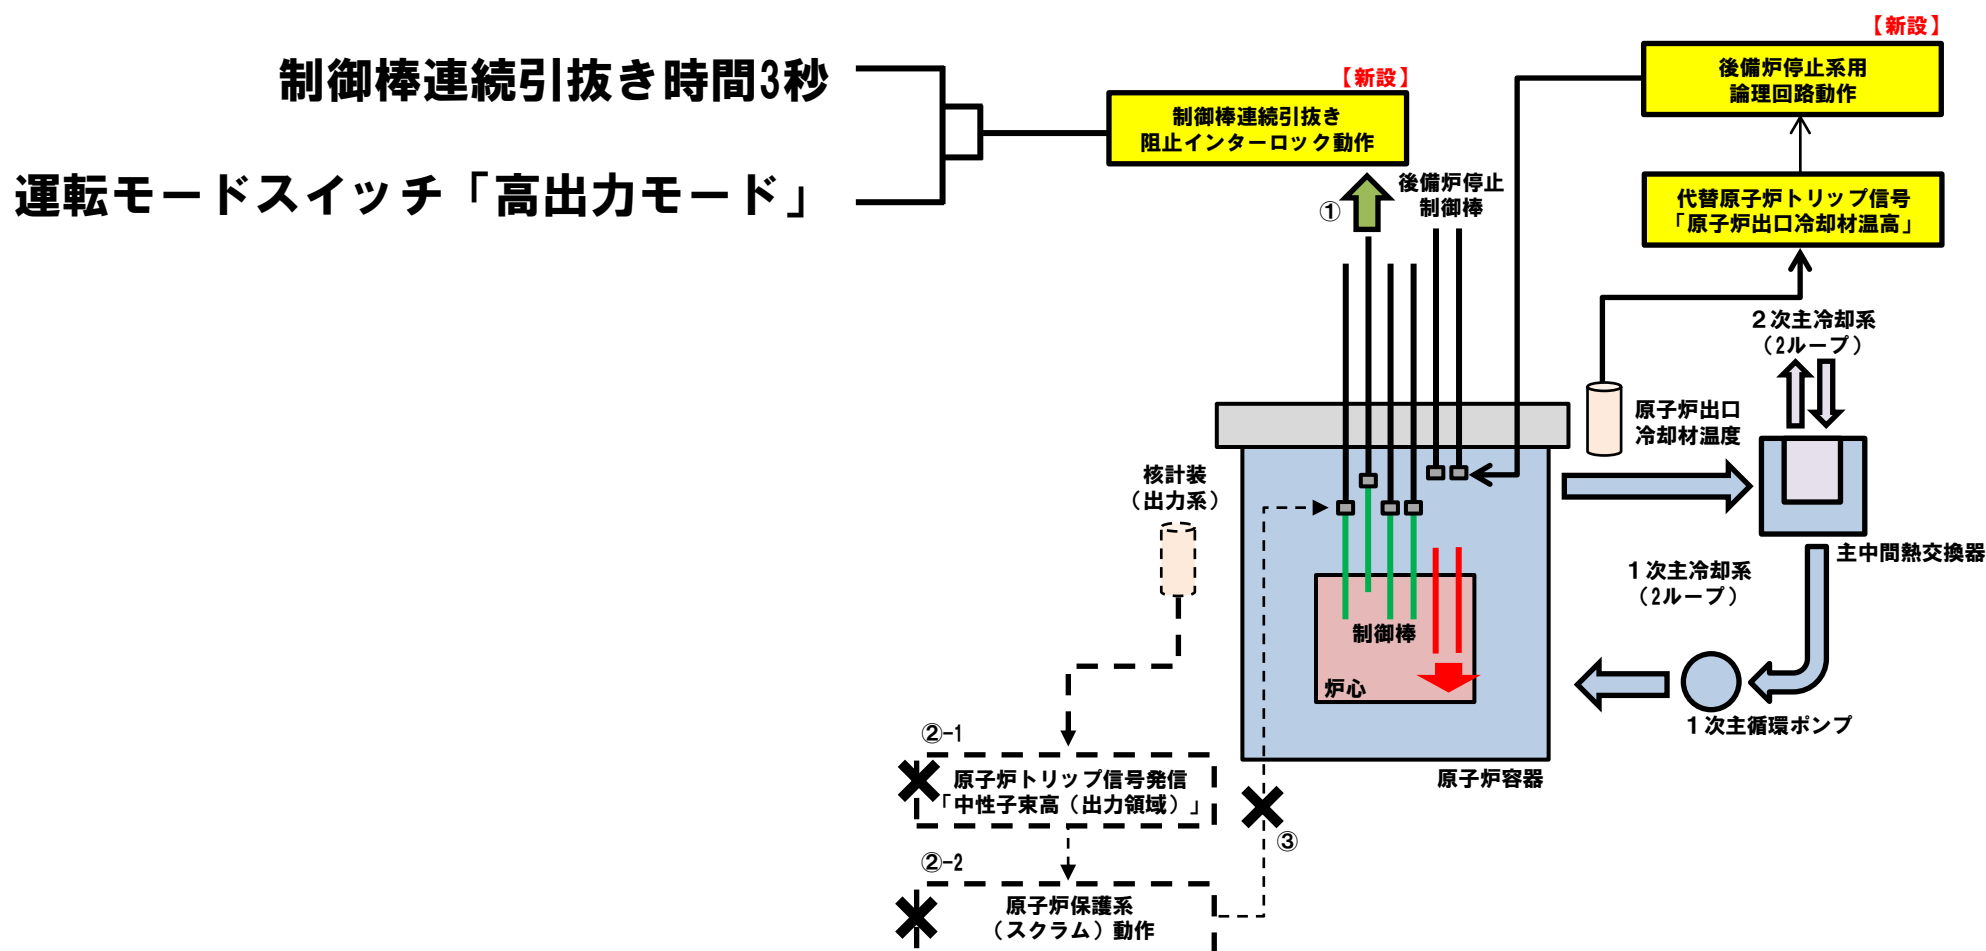 【新設】
後備炉停止系用
論理回路動作
制御棒連続引抜き時間3秒
【新設】
制御棒連続引抜き
阻止インターロック動作
運転モードスイッチ「高出力モード」
後備炉停止
制御棒
①
代替原子炉トリップ信号
「原子炉出口冷却材温高」
２次主冷却系
（2ループ）
原子炉出口
冷却材温度
核計装
（出力系）
主中間熱交換器
１次主冷却系
（2ループ）
制御棒
炉心
１次主循環ポンプ
原子炉容器
②-1
原子炉トリップ信号発信
「中性子束高（出力領域）」
③
②-2
原子炉保護系
（スクラム）動作